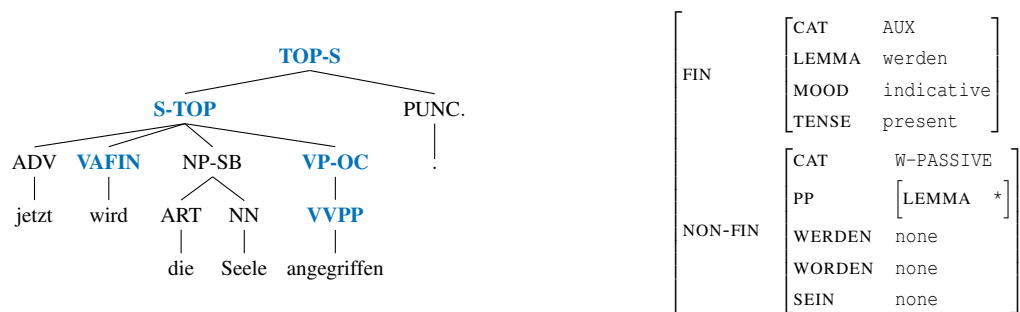 TOP-S
S-TOP PUNC.
ADV VAFIN NP-SB VP-OC .
jetzt wird ART NN VVPP
die Seele angegriffen
FIN
CAT AUX
LEMMA werden
MOOD indicative
TENSE present
NON-FIN
CAT W-PASSIVE
PP LEMMA *
WERDEN none
WORDEN none
SEIN none